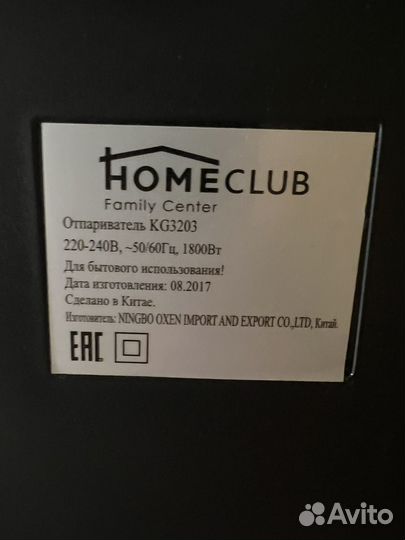 HOMECLUB
Family Center
Отпариватель KG3203
220-240В, ~50/60Гц, 1800Вт
Для бытового использования!
Дата изготовления: 08.2017
Сделано в Китае.
Изготовитель: NINGBO OXEN IMPORT AND EXPORT CO.,LTD, Китай.
EAC
Avito